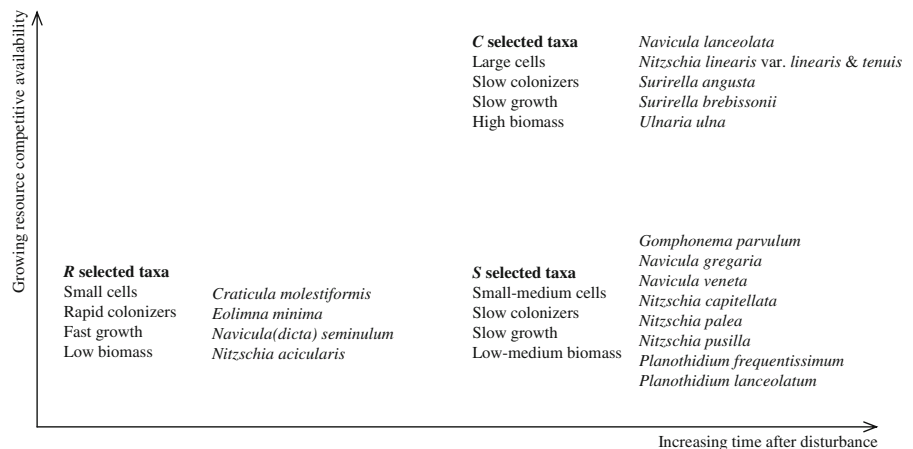 Growing resource competitive availability
C selected taxa
Large cells
Slow colonizers
Slow growth
High biomass
Navicula lanceolata
Nitzschia linearis var. linearis & tenuis
Surirella angusta
Surirella brebissonii
Ulnaria ulna
R selected taxa
Small cells
Rapid colonizers
Fast growth
Low biomass
Craticula molestiformis
Eolimna minima
Navicula(dicta) seminulum
Nitzschia acicularis
S selected taxa
Small-medium cells
Slow colonizers
Slow growth
Low-medium biomass
Gomphonema parvulum
Navicula gregaria
Navicula veneta
Nitzschia capitellata
Nitzschia palea
Nitzschia pusilla
Planothidium frequentissimum
Planothidium lanceolatum
Increasing time after disturbance